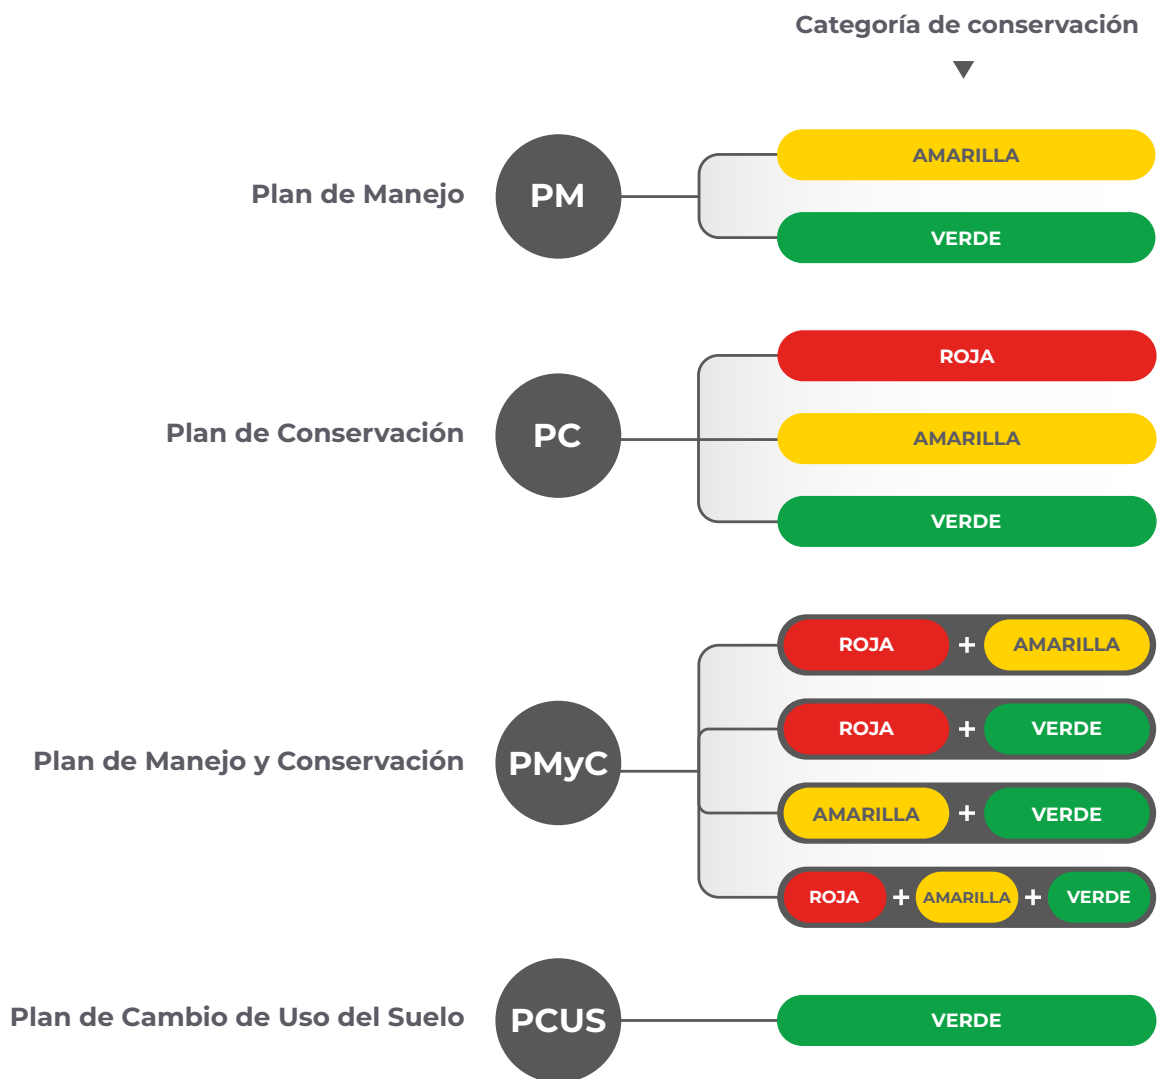 Categoría de conservación
Plan de Manejo
PM
AMARILLA
VERDE
Plan de Conservación
PC
ROJA
AMARILLA
VERDE
Plan de Manejo y Conservación
PMyC
ROJA + AMARILLA
ROJA + VERDE
AMARILLA + VERDE
ROJA + AMARILLA + VERDE
Plan de Cambio de Uso del Suelo
PCUS
VERDE